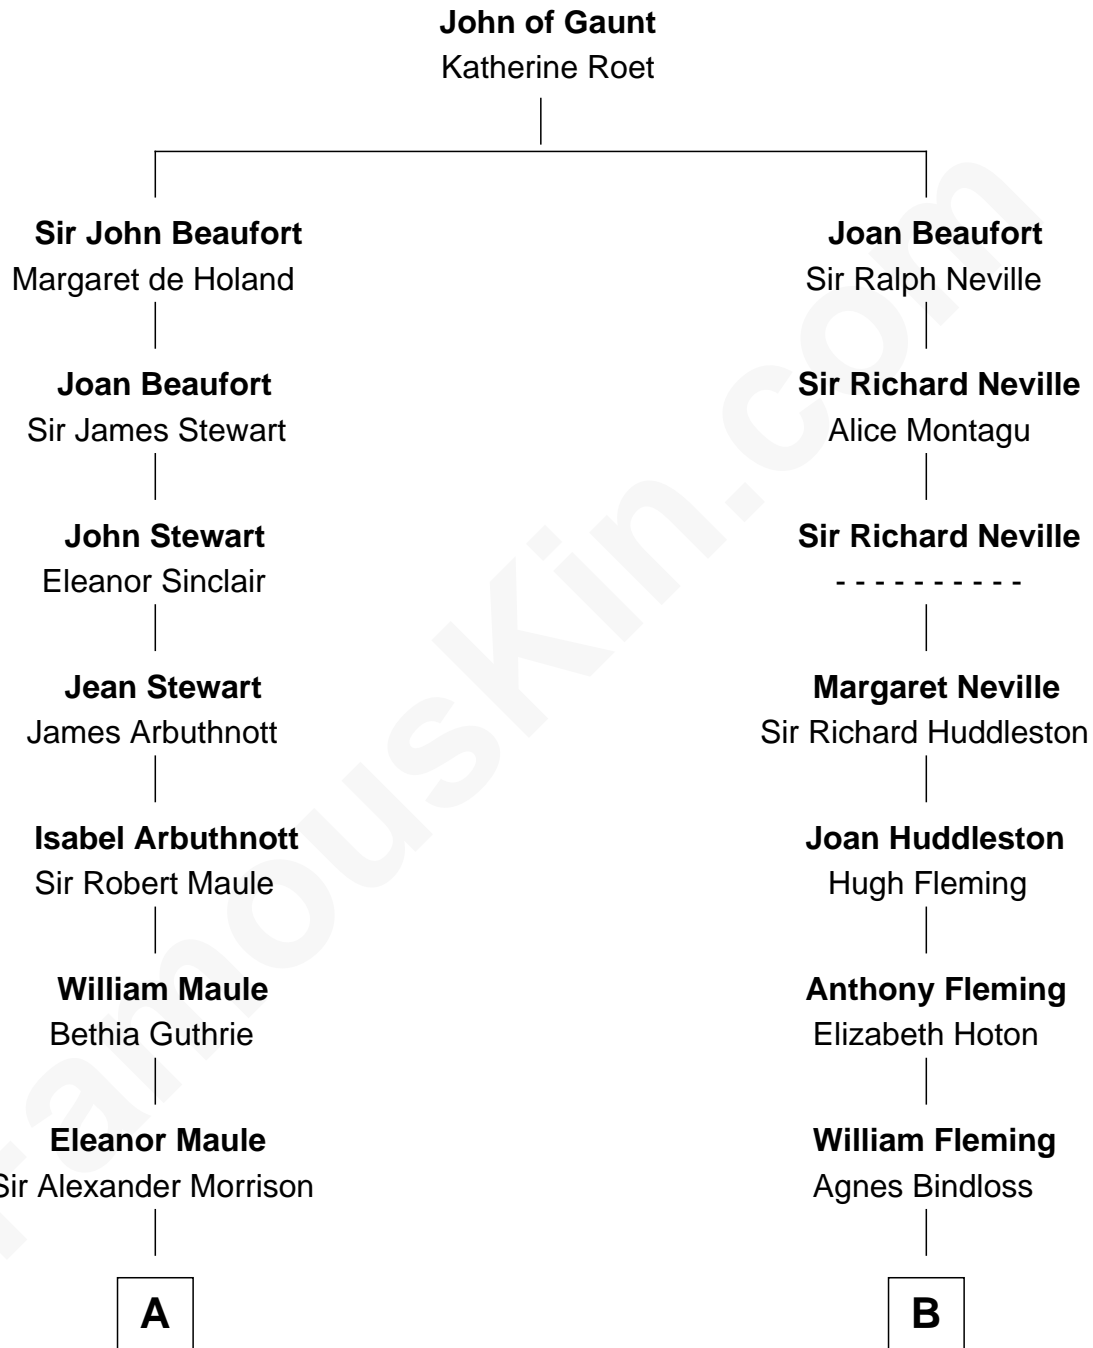 John of Gaunt
Katherine Roet
Sir John Beaufort
Margaret de Holand
Joan Beaufort
Sir James Stewart
John Stewart
Eleanor Sinclair
Jean Stewart
James Arbuthnott
Isabel Arbuthnott
Sir Robert Maule
William Maule
Bethia Guthrie
Eleanor Maule
Sir Alexander Morrison
A
Joan Beaufort
Sir Ralph Neville
Sir Richard Neville
Alice Montagu
Sir Richard Neville
- - - - - - - - - -
Margaret Neville
Sir Richard Huddleston
Joan Huddleston
Hugh Fleming
Anthony Fleming
Elizabeth Hoton
William Fleming
Agnes Bindloss
B
FamousKin.com